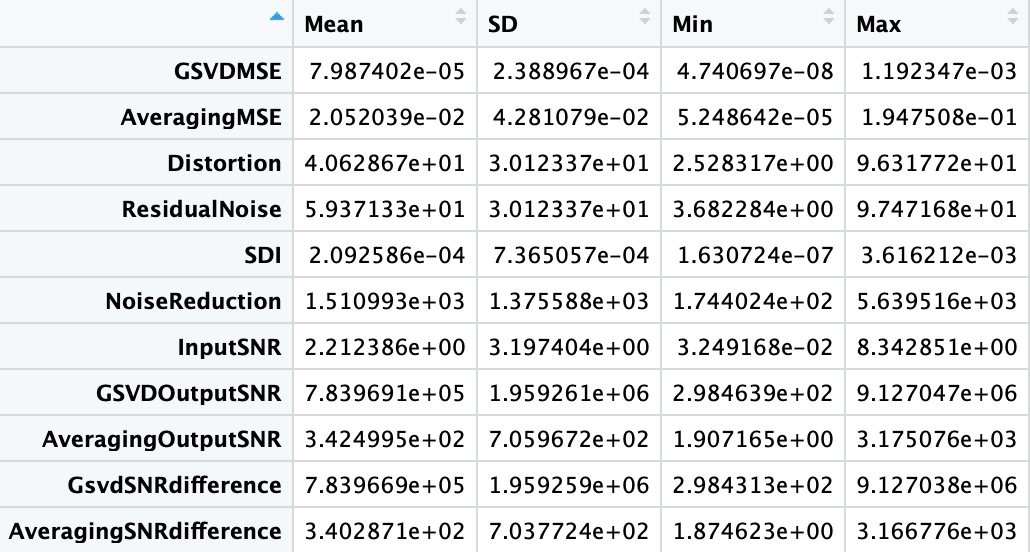 Mean SD Min Max
GSVDMSE 7.987402e−05 2.388967e−04 4.740697e−08 1.192347e−03
AveragingMSE 2.052039e−02 4.281079e−02 5.248642e−05 1.947508e−01
Distortion 4.062867e+01 3.012337e+01 2.528317e+00 9.631772e+01
ResidualNoise 5.937133e+01 3.012337e+01 3.682284e+00 9.747168e+01
SDI 2.092586e−04 7.365057e−04 1.630724e−07 3.616212e−03
NoiseReduction 1.510993e+03 1.375588e+03 1.744024e+02 5.639516e+03
InputSNR 2.212386e+00 3.197404e+00 3.249168e−02 8.342851e+00
GSVDOutputSNR 7.839691e+05 1.959261e+06 2.984639e+02 9.127047e+06
AveragingOutputSNR 3.424995e+02 7.059672e+02 1.907165e+00 3.175076e+03
GsvdSNRdifference 7.839669e+05 1.959259e+06 2.984313e+02 9.127038e+06
AveragingSNRdifference 3.402871e+02 7.037724e+02 1.874623e+00 3.166776e+03